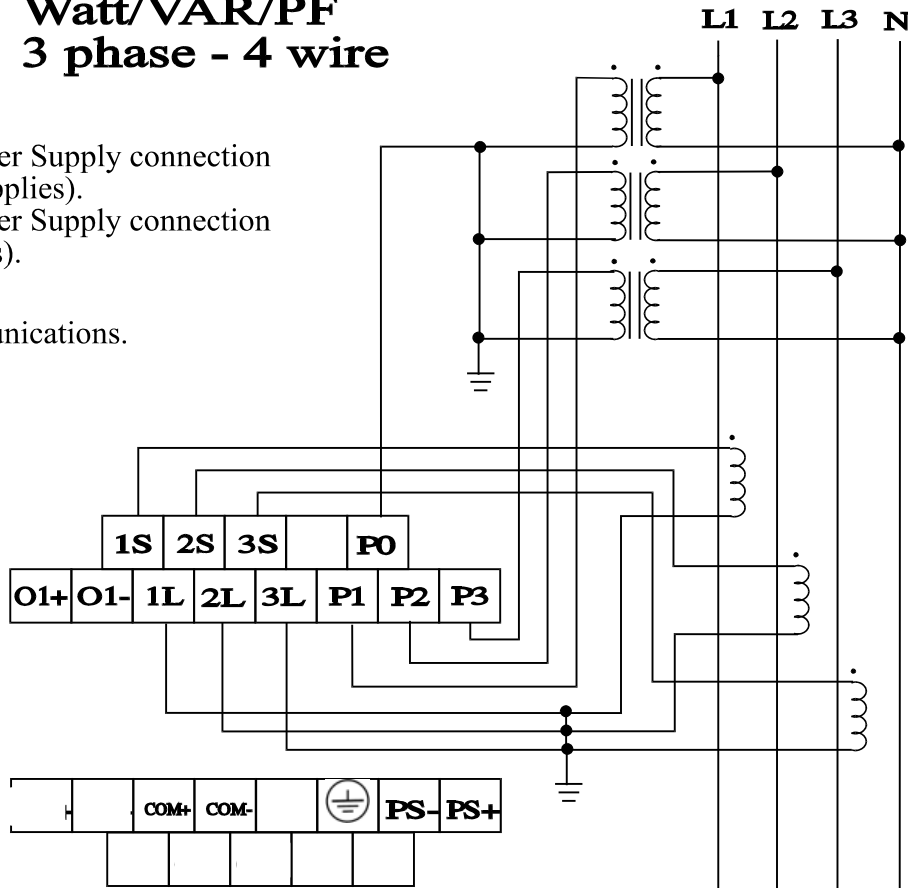 Watt/VAR/PF
3 phase - 4 wire
L1 L2 L3 N
er Supply connection
pplies).
er Supply connection
s).
unications.
1S 2S 3S P0
O1+ O1- 1L 2L 3L P1 P2 P3
COM+ COM- PS- PS+